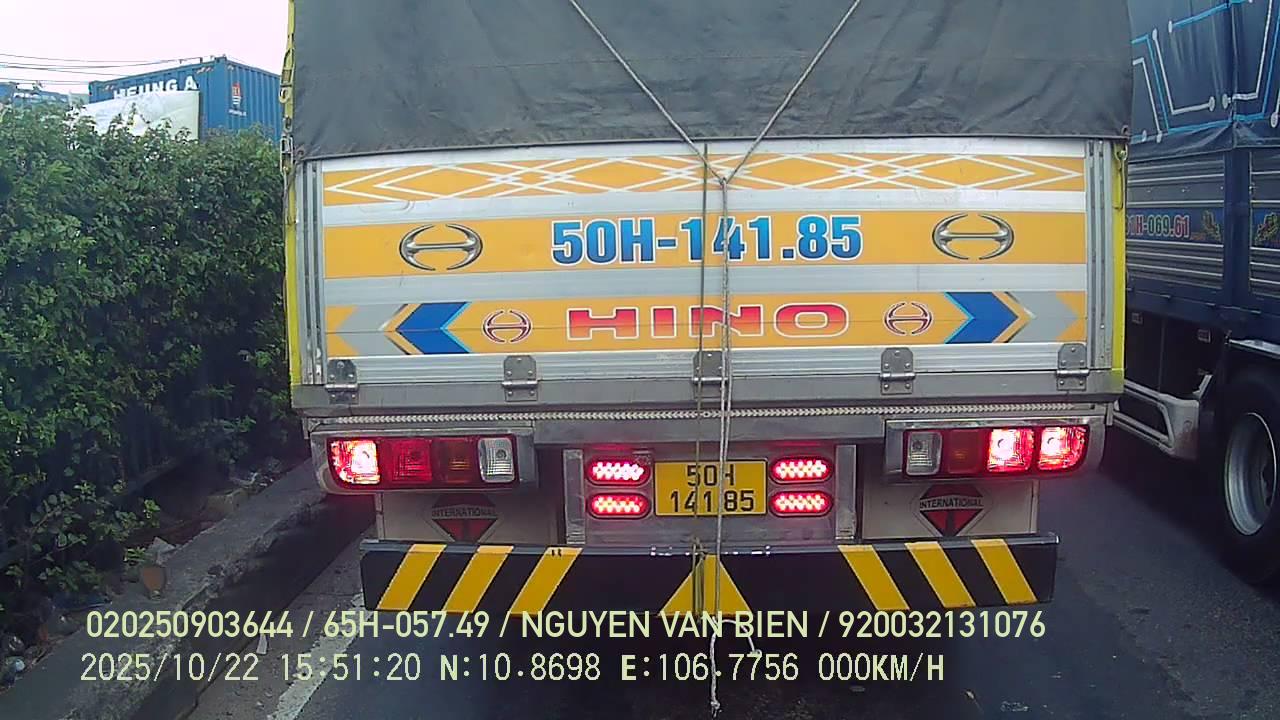 HEUNG A
50H-141.85
1H-069.61
HINO
50H
141.85
INTERNATIONAL
INTERNATIONAL
020250903644 / 65H-057.49 / NGUYEN VAN BIEN / 920032131076
2025/10/22 15:51:20 N:10.8698 E:106.7756 000KM/H